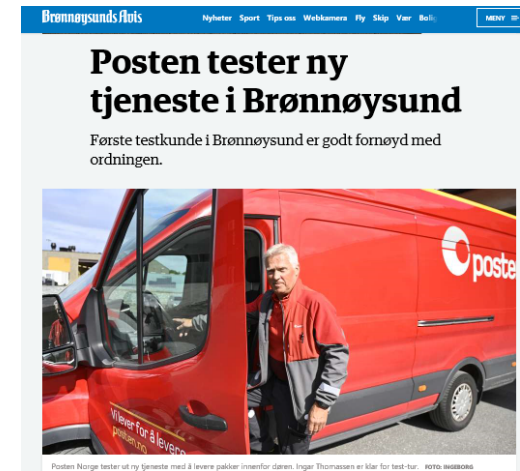 Brønnøysunds Avis
Nyheter Sport Tips oss Webkamera Fly Skip Vær Bolig
MENY
Posten tester ny
tjeneste i Brønnøysund
Første testkunde i Brønnøysund er godt fornøyd med
ordningen.
poste
Vi lever for å levere
posten.no
Posten Norge tester ut ny tjeneste med å levere pakker innenfor døren. Ingar Thomassen er klar for test-tur. FOTO: INGEBORG